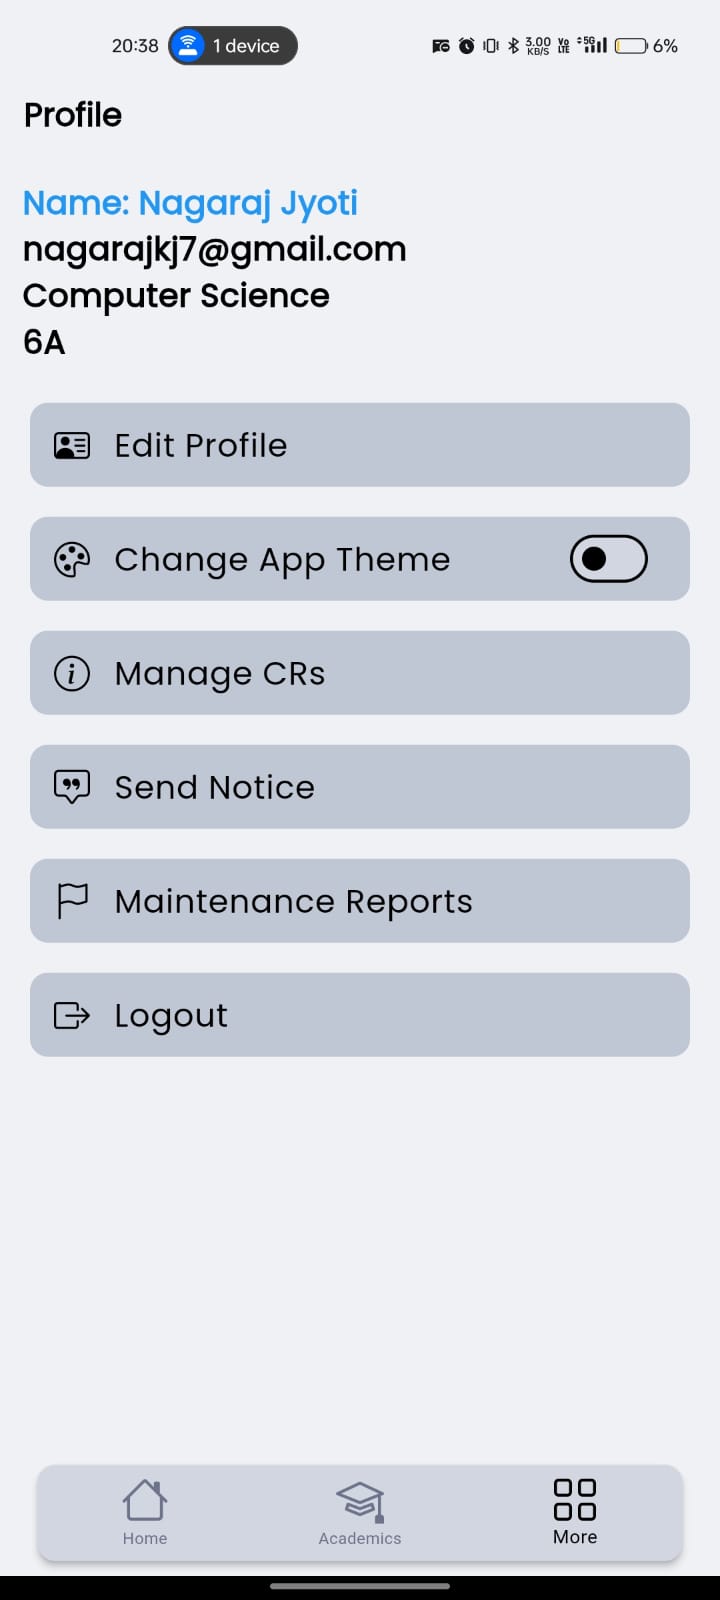 20:38 1 device 3.00 KB/S Vo LTE 5G 6%
Profile
Name: Nagaraj Jyoti
nagarajkj7@gmail.com
Computer Science
6A
Edit Profile
Change App Theme
Manage CRs
Send Notice
Maintenance Reports
Logout
Home Academics More